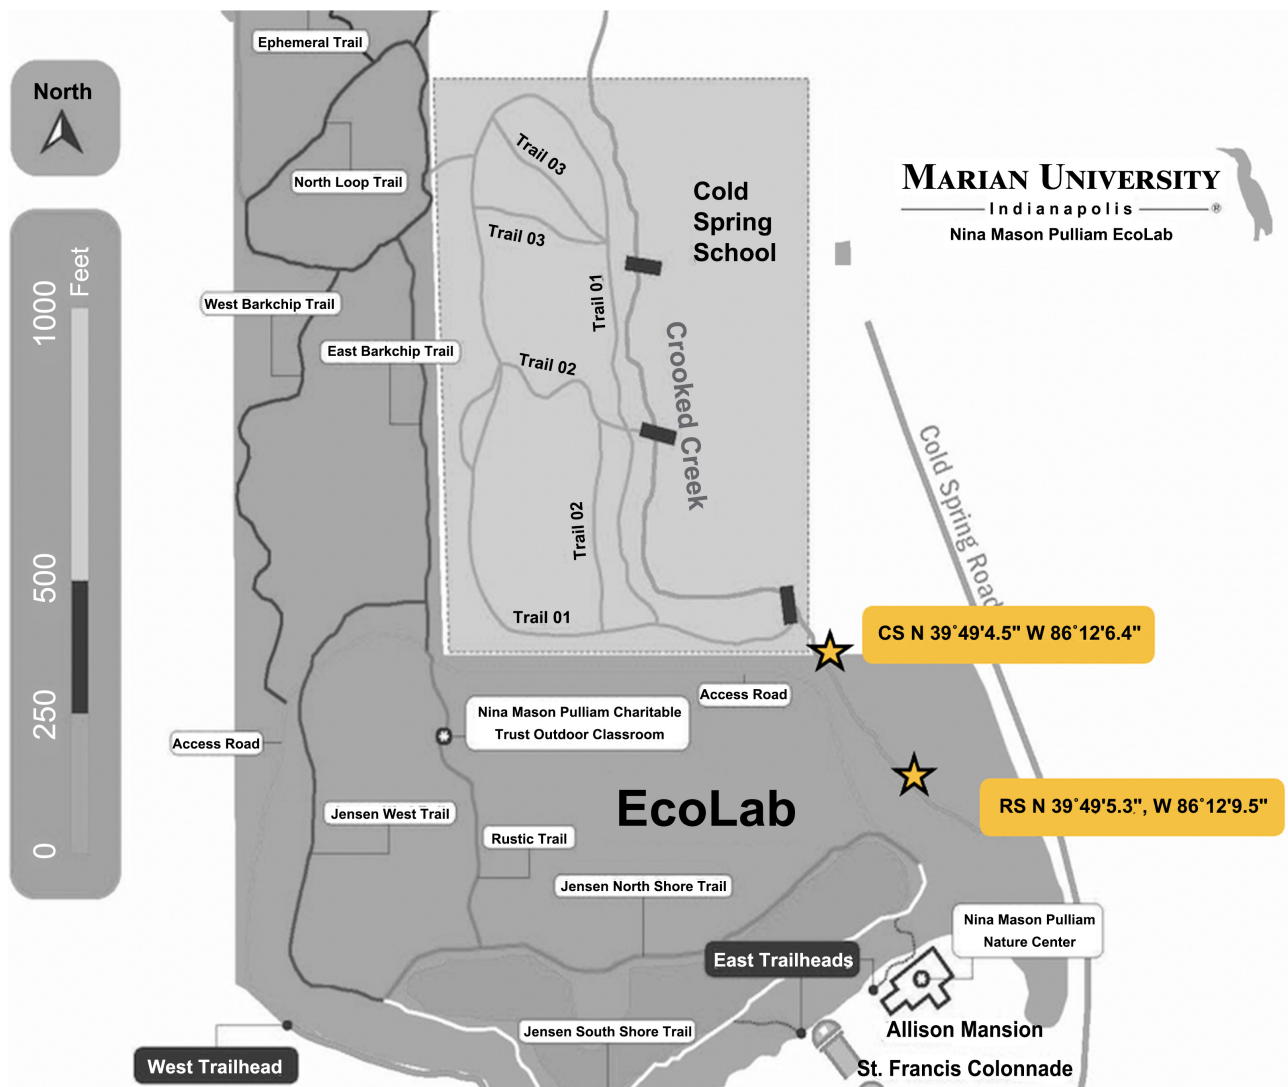 Ephemeral Trail
North
North Loop Trail
Trail 03
Trail 03
Cold
Spring
School
MARIAN UNIVERSITY
Indianapolis ®
Nina Mason Pulliam EcoLab
Feet
1000
500
250
0
West Barkchip Trail
East Barkchip Trail
Trail 01
Trail 02
Crooked Creek
Cold Spring Road
Trail 02
Trail 01
CS N 39°49'4.5" W 86°12'6.4"
Access Road
Nina Mason Pulliam Charitable
Trust Outdoor Classroom
Access Road
RS N 39°49'5.3", W 86°12'9.5"
EcoLab
Jensen West Trail
Rustic Trail
Jensen North Shore Trail
Nina Mason Pulliam
Nature Center
East Trailheads
Jensen South Shore Trail
Allison Mansion
West Trailhead
St. Francis Colonnade